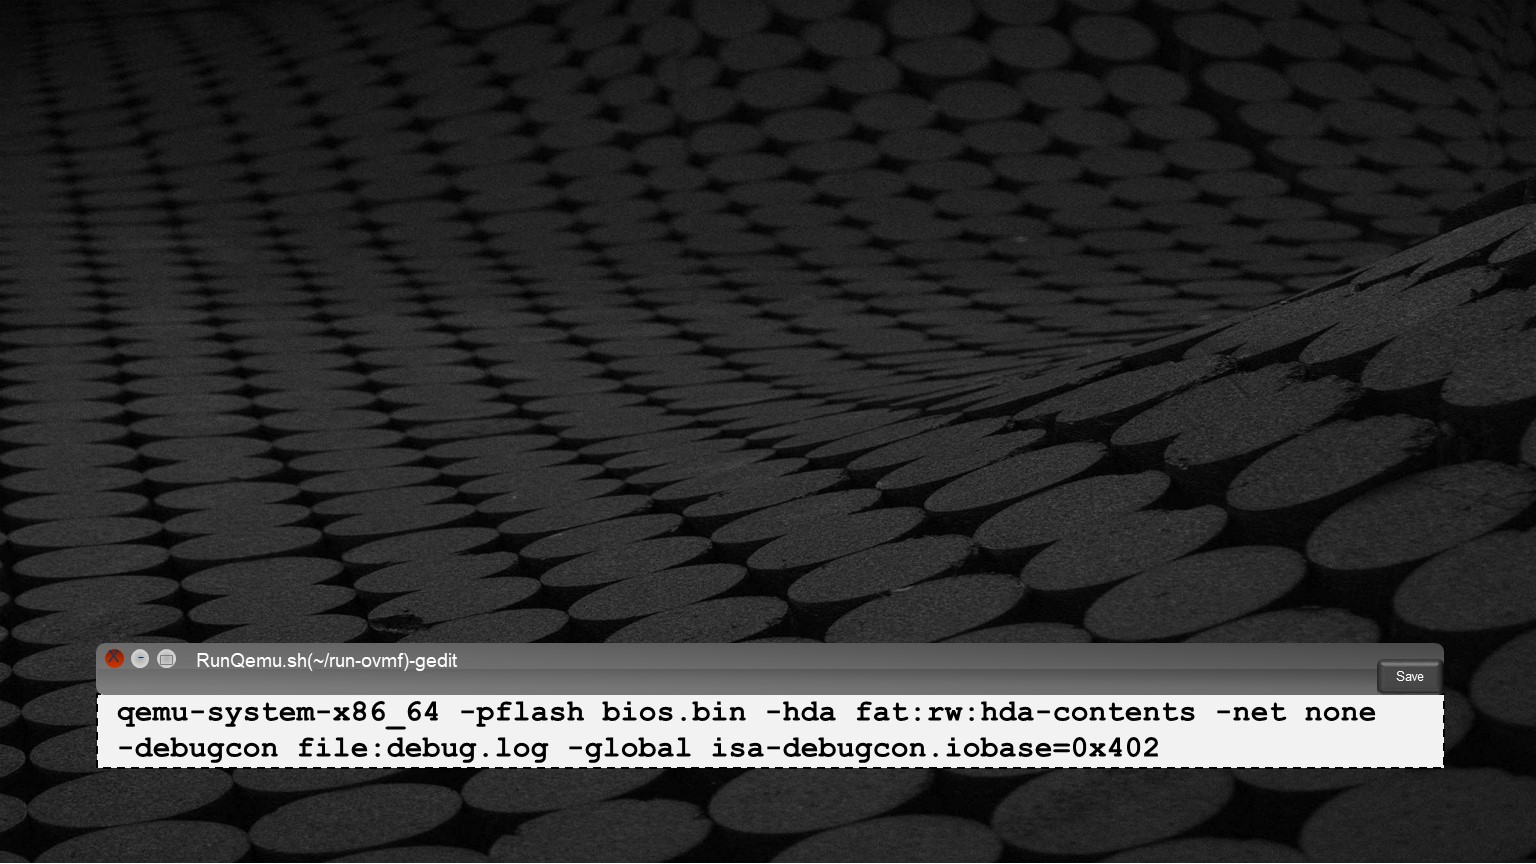 RunQemu.sh(~/run-ovmf)-gedit
Save
qemu-system-x86_64 -pflash bios.bin -hda fat:rw:hda-contents -net none
-debugcon file:debug.log -global isa-debugcon.iobase=0x402